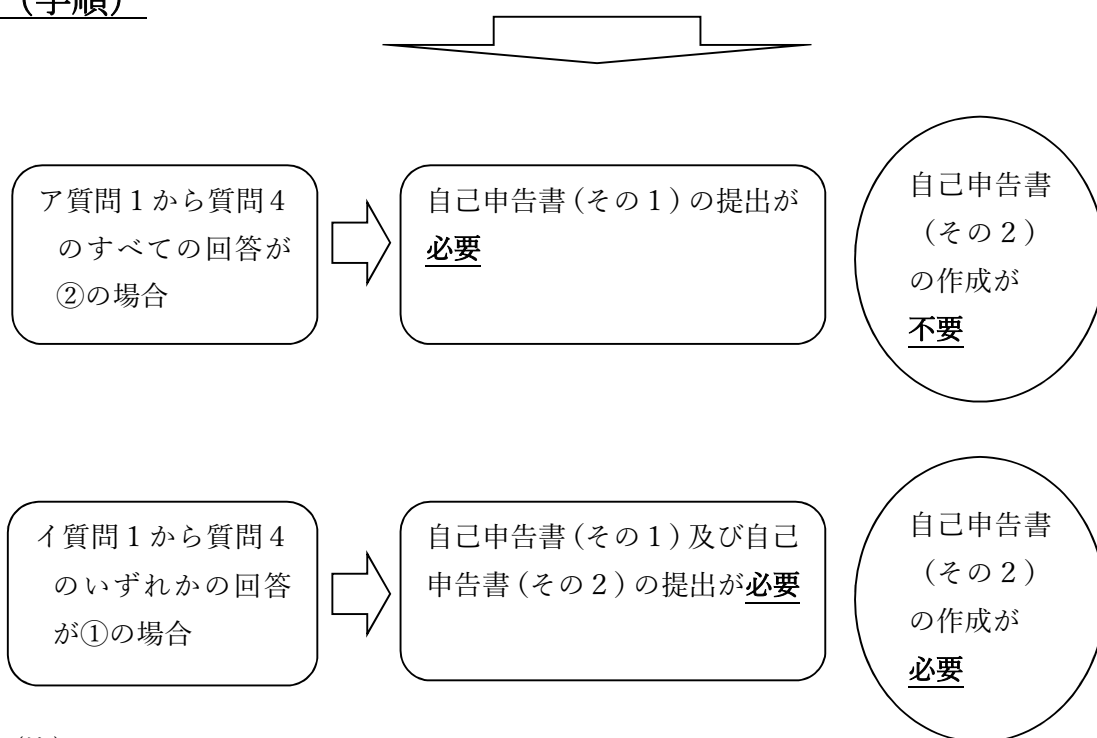 （手順）
ア質問１から質問４
のすべての回答が
②の場合
自己申告書(その１)の提出が
必要
自己申告書
（その２）
の作成が
不要
イ質問１から質問４
のいずれかの回答
が①の場合
自己申告書(その１)及び自己
申告書(その２)の提出が必要
自己申告書
（その２）
の作成が
必要